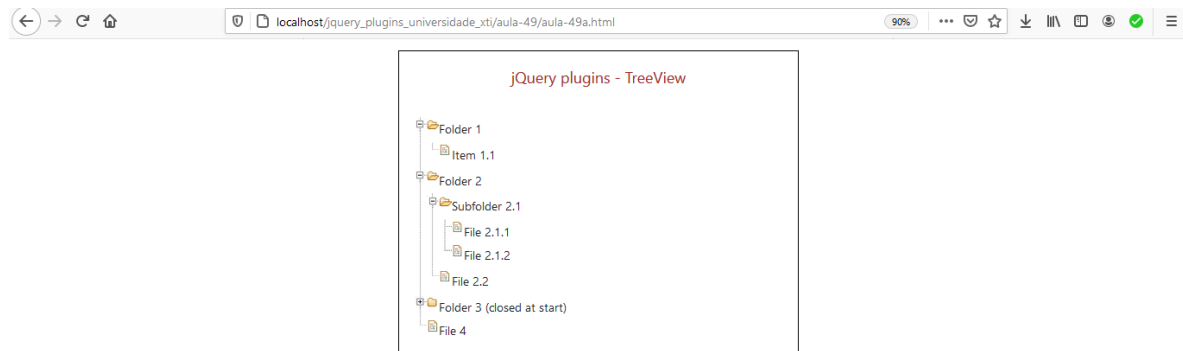 localhost/jquery_plugins_universidade_xti/aula-49/aula-49a.html
90%
jQuery plugins - TreeView
Folder 1
Item 1.1
Folder 2
Subfolder 2.1
File 2.1.1
File 2.1.2
File 2.2
Folder 3 (closed at start)
File 4